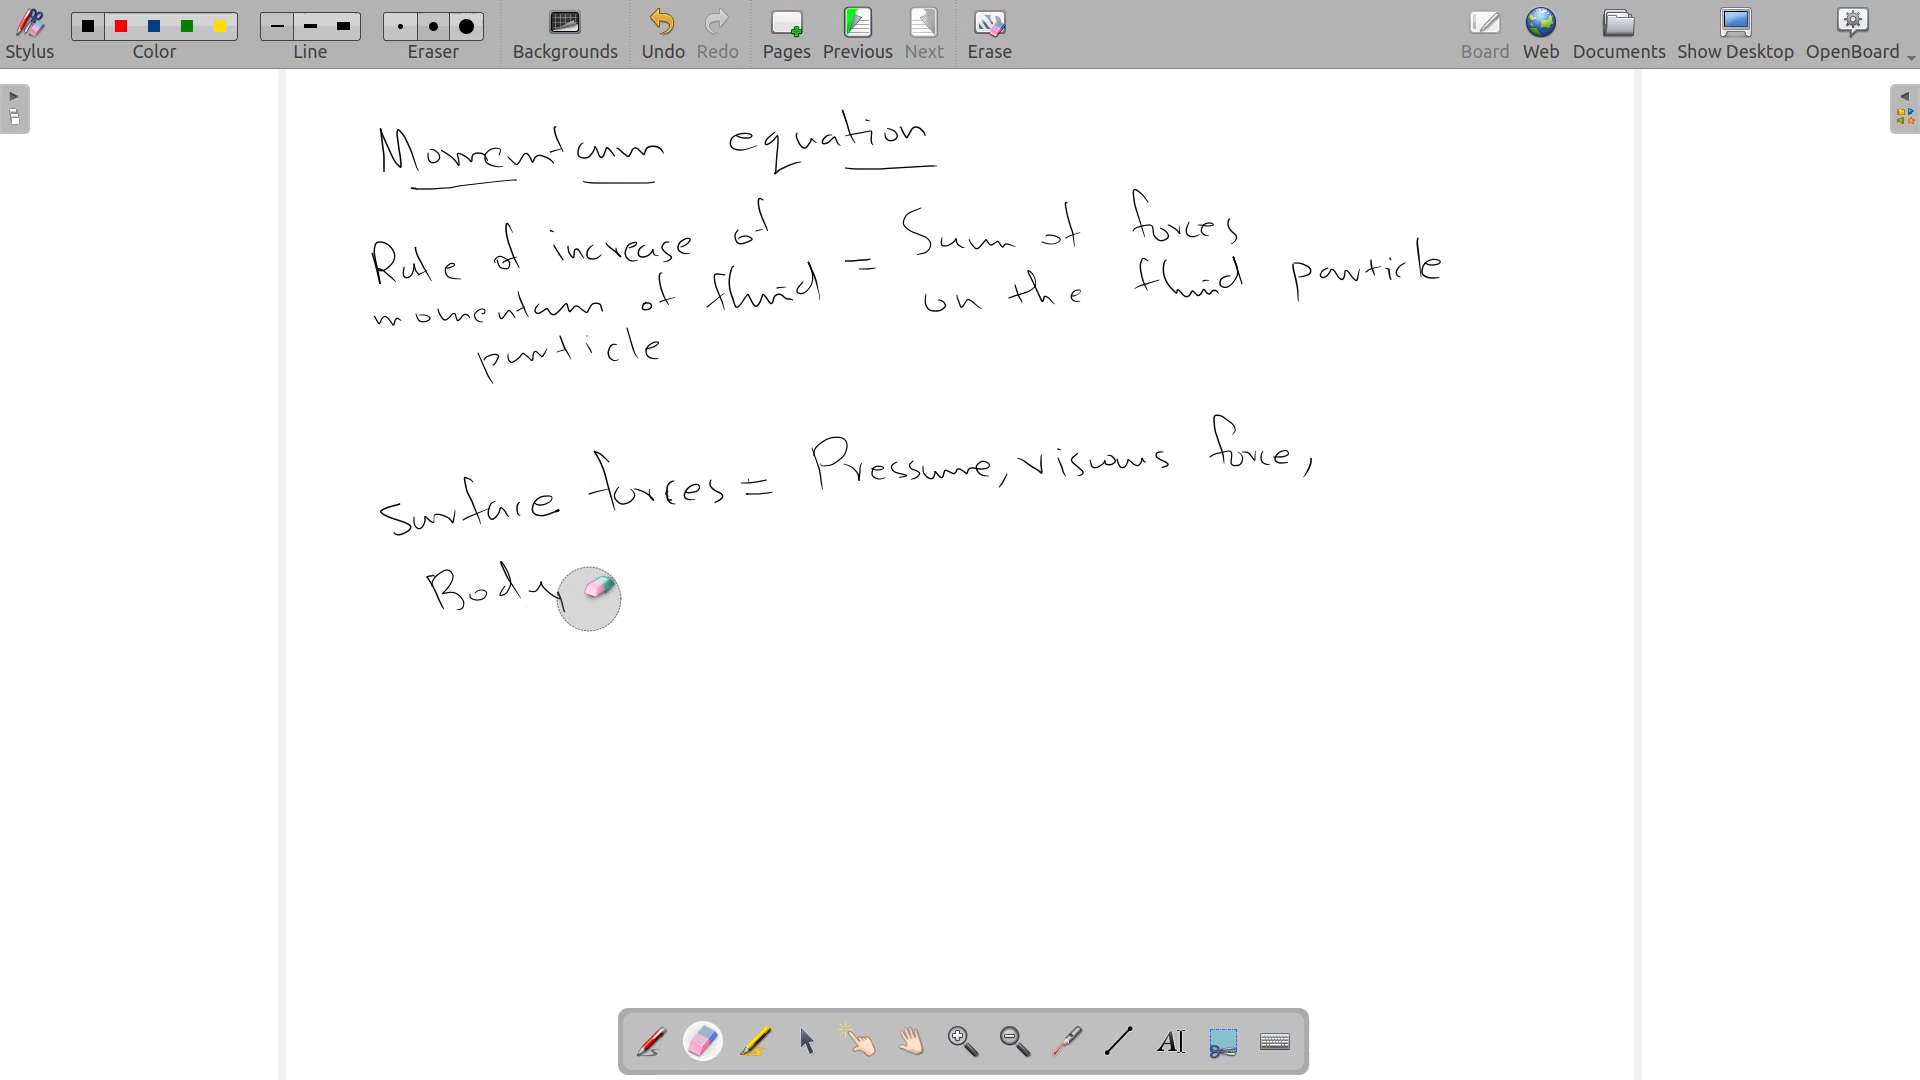 Stylus Color Line Eraser Backgrounds Undo Redo Pages Previous Next Erase Board Web Documents Show Desktop OpenBoard
Momentum equation
Rate of increase of
momentum of fluid = Sum of forces
particle on the fluid particle
Surface forces = Pressure, viscous force,
Body
AI